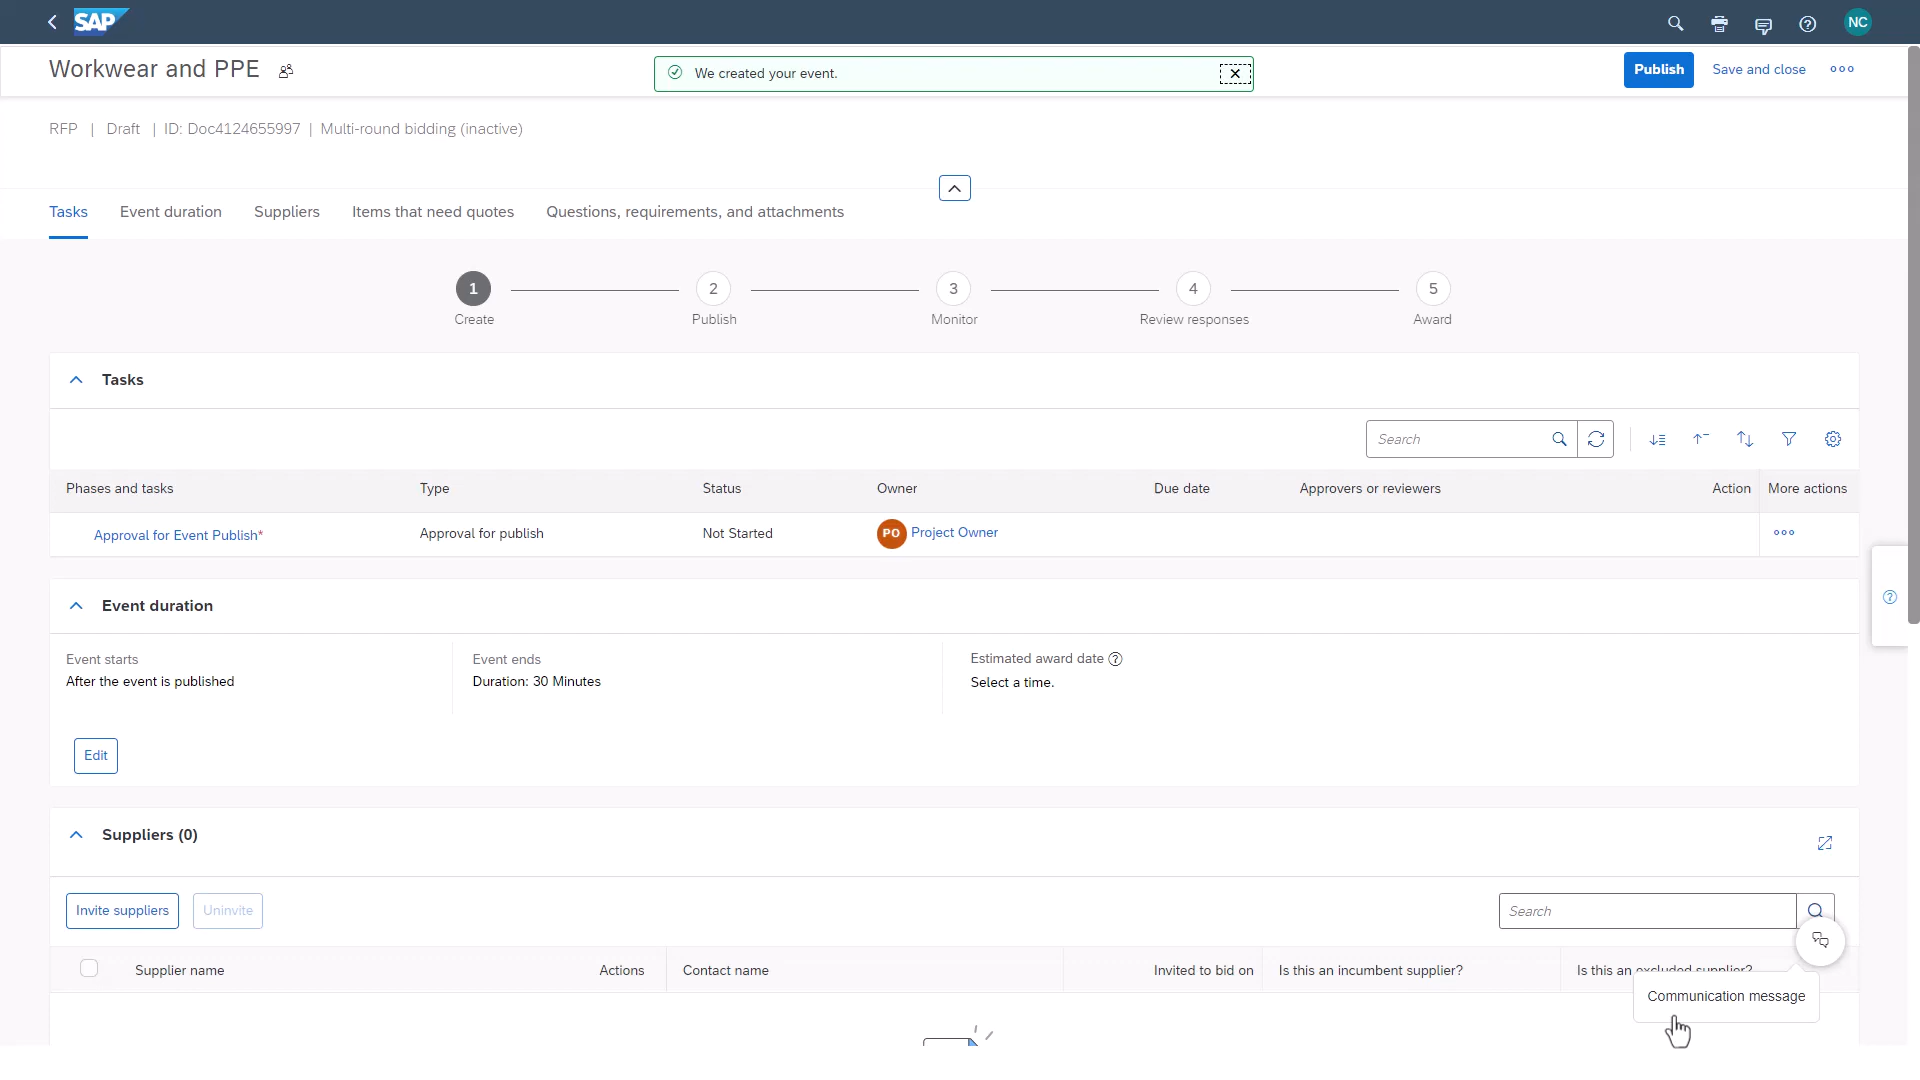 SAP
NC
Workwear and PPE
We created your event.
Publish
Save and close
RFP | Draft | ID: Doc4124655997 | Multi-round bidding (inactive)
Tasks
Event duration
Suppliers
Items that need quotes
Questions, requirements, and attachments
1
2
3
4
5
Create
Publish
Monitor
Review responses
Award
Tasks
Search
Phases and tasks
Type
Status
Owner
Due date
Approvers or reviewers
Action
More actions
Approval for Event Publish*
Approval for publish
Not Started
PO
Project Owner
Event duration
Event starts
Event ends
Estimated award date
After the event is published
Duration: 30 Minutes
Select a time.
Edit
Suppliers (0)
Invite suppliers
Uninvite
Search
Supplier name
Actions
Contact name
Invited to bid on
Is this an incumbent supplier?
Is this an excluded supplier?
Communication message